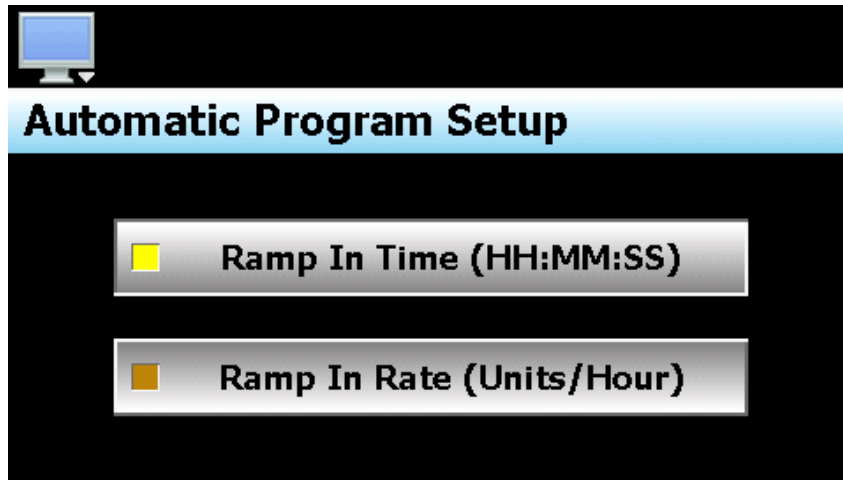 Automatic Program Setup
Ramp In Time (HH:MM:SS)
Ramp In Rate (Units/Hour)